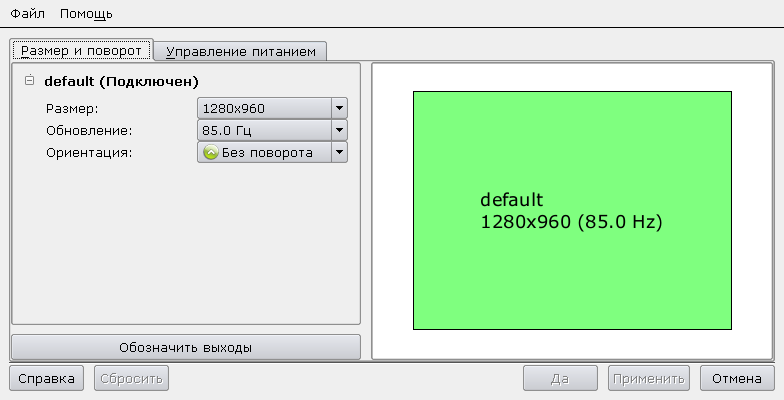 Файл Помощь
Размер и поворот Управление питанием
default (Подключен)
Размер: 1280x960
Обновление: 85.0 Гц
Ориентация: Без поворота
default
1280x960 (85.0 Hz)
Обозначить выходы
Справка Сбросить Да Применить Отмена